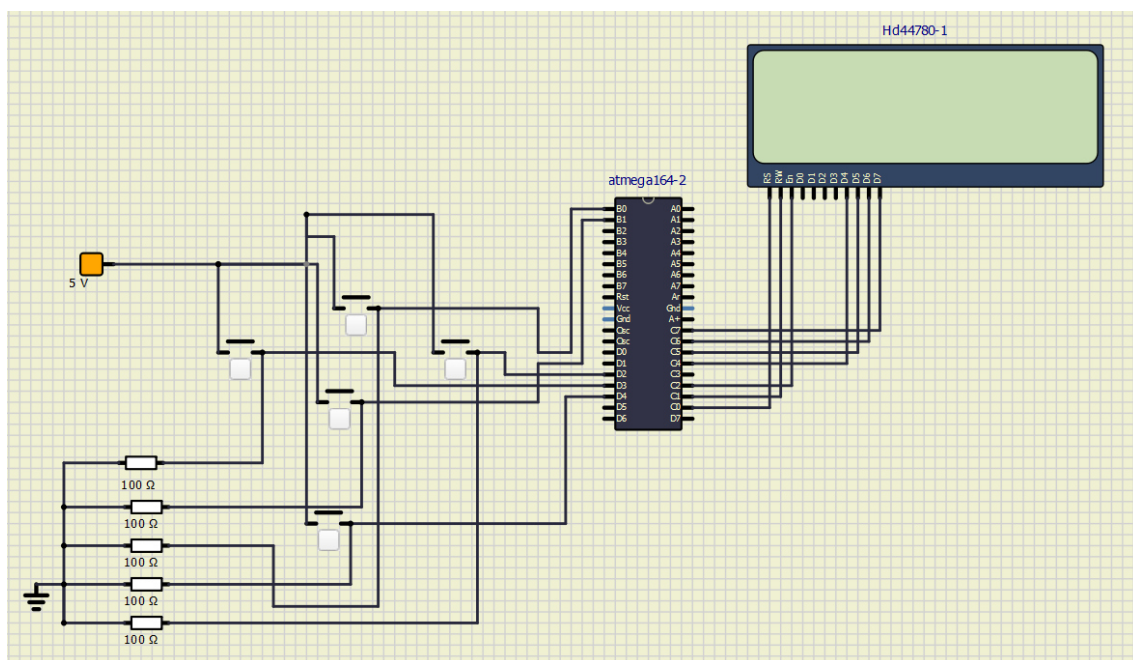 Hd44780-1
RS
RW
En
D0
D1
D2
D3
D4
D5
D6
D7
atmega164-2
B0 A0
B1 A1
B2 A2
B3 A3
B4 A4
B5 A5
B6 A6
B7 A7
Rst Ar
Vcc Gnd
Gnd A+
Osc C7
Osc C6
D0 C5
D1 C4
D2 C3
D3 C2
D4 C1
D5 C0
D6 D7
5 V
100 Ω
100 Ω
100 Ω
100 Ω
100 Ω